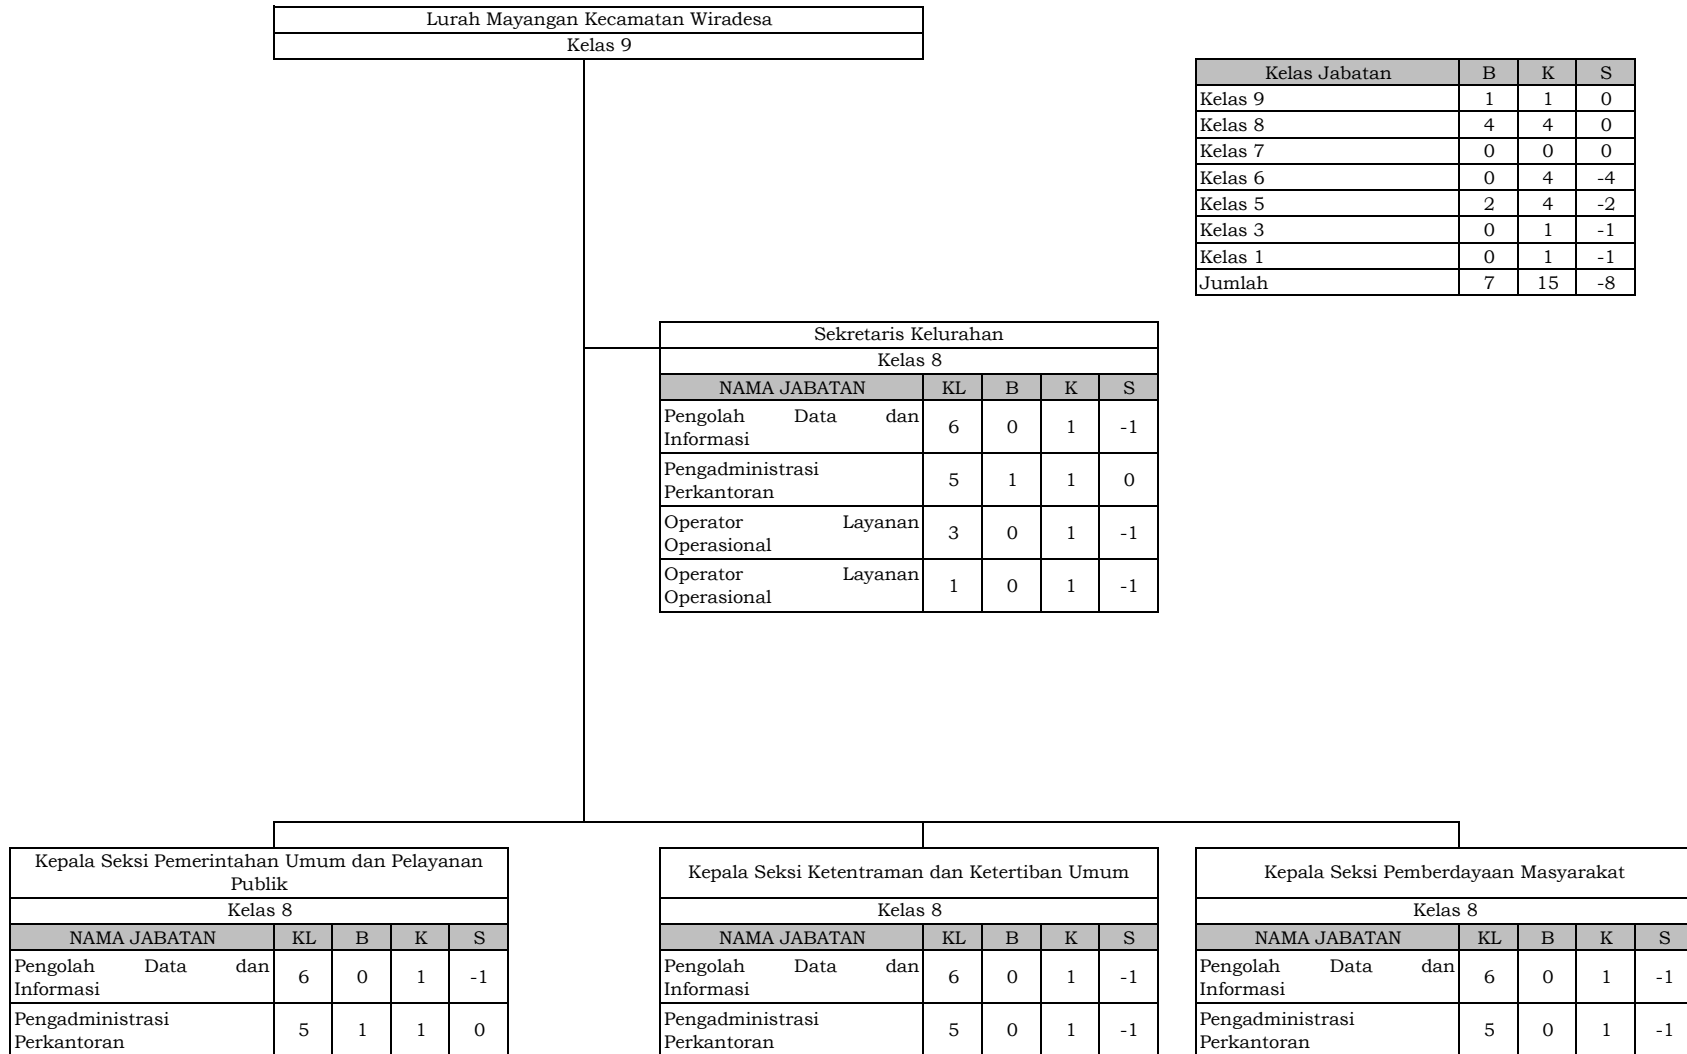 Lurah Mayangan Kecamatan Wiradesa
Kelas 9
Kelas Jabatan B K S
Kelas 9 1 1 0
Kelas 8 4 4 0
Kelas 7 0 0 0
Kelas 6 0 4 -4
Kelas 5 2 4 -2
Kelas 3 0 1 -1
Kelas 1 0 1 -1
Jumlah 7 15 -8
Sekretaris Kelurahan
Kelas 8
NAMA JABATAN KL B K S
Pengolah Data dan
Informasi 6 0 1 -1
Pengadministrasi
Perkantoran 5 1 1 0
Operator Layanan
Operasional 3 0 1 -1
Operator Layanan
Operasional 1 0 1 -1
Kepala Seksi Pemerintahan Umum dan Pelayanan
Publik
Kelas 8
NAMA JABATAN KL B K S
Pengolah Data dan
Informasi 6 0 1 -1
Pengadministrasi
Perkantoran 5 1 1 0
Kepala Seksi Ketentraman dan Ketertiban Umum
Kelas 8
NAMA JABATAN KL B K S
Pengolah Data dan
Informasi 6 0 1 -1
Pengadministrasi
Perkantoran 5 0 1 -1
Kepala Seksi Pemberdayaan Masyarakat
Kelas 8
NAMA JABATAN KL B K S
Pengolah Data dan
Informasi 6 0 1 -1
Pengadministrasi
Perkantoran 5 0 1 -1